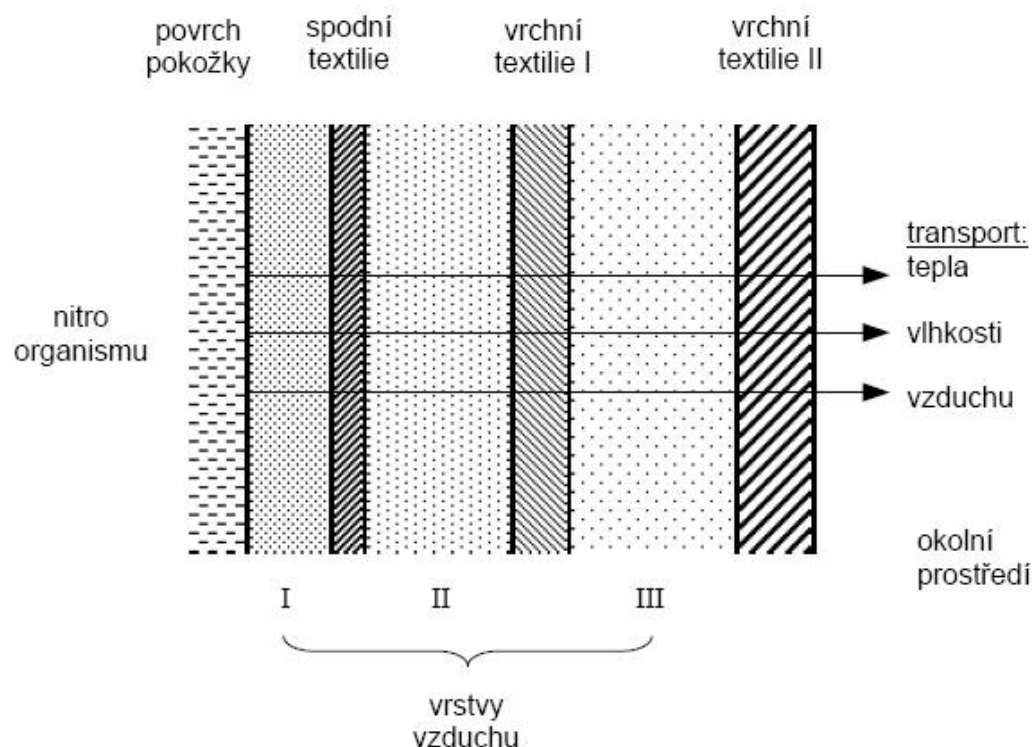 povrch
pokožky
spodní
textilie
vrchní
textilie I
vrchní
textilie II
transport:
tepla
nitro
organismu
vlhkosti
vzduchu
okolní
prostředí
I
II
III
vrstvy
vzduchu